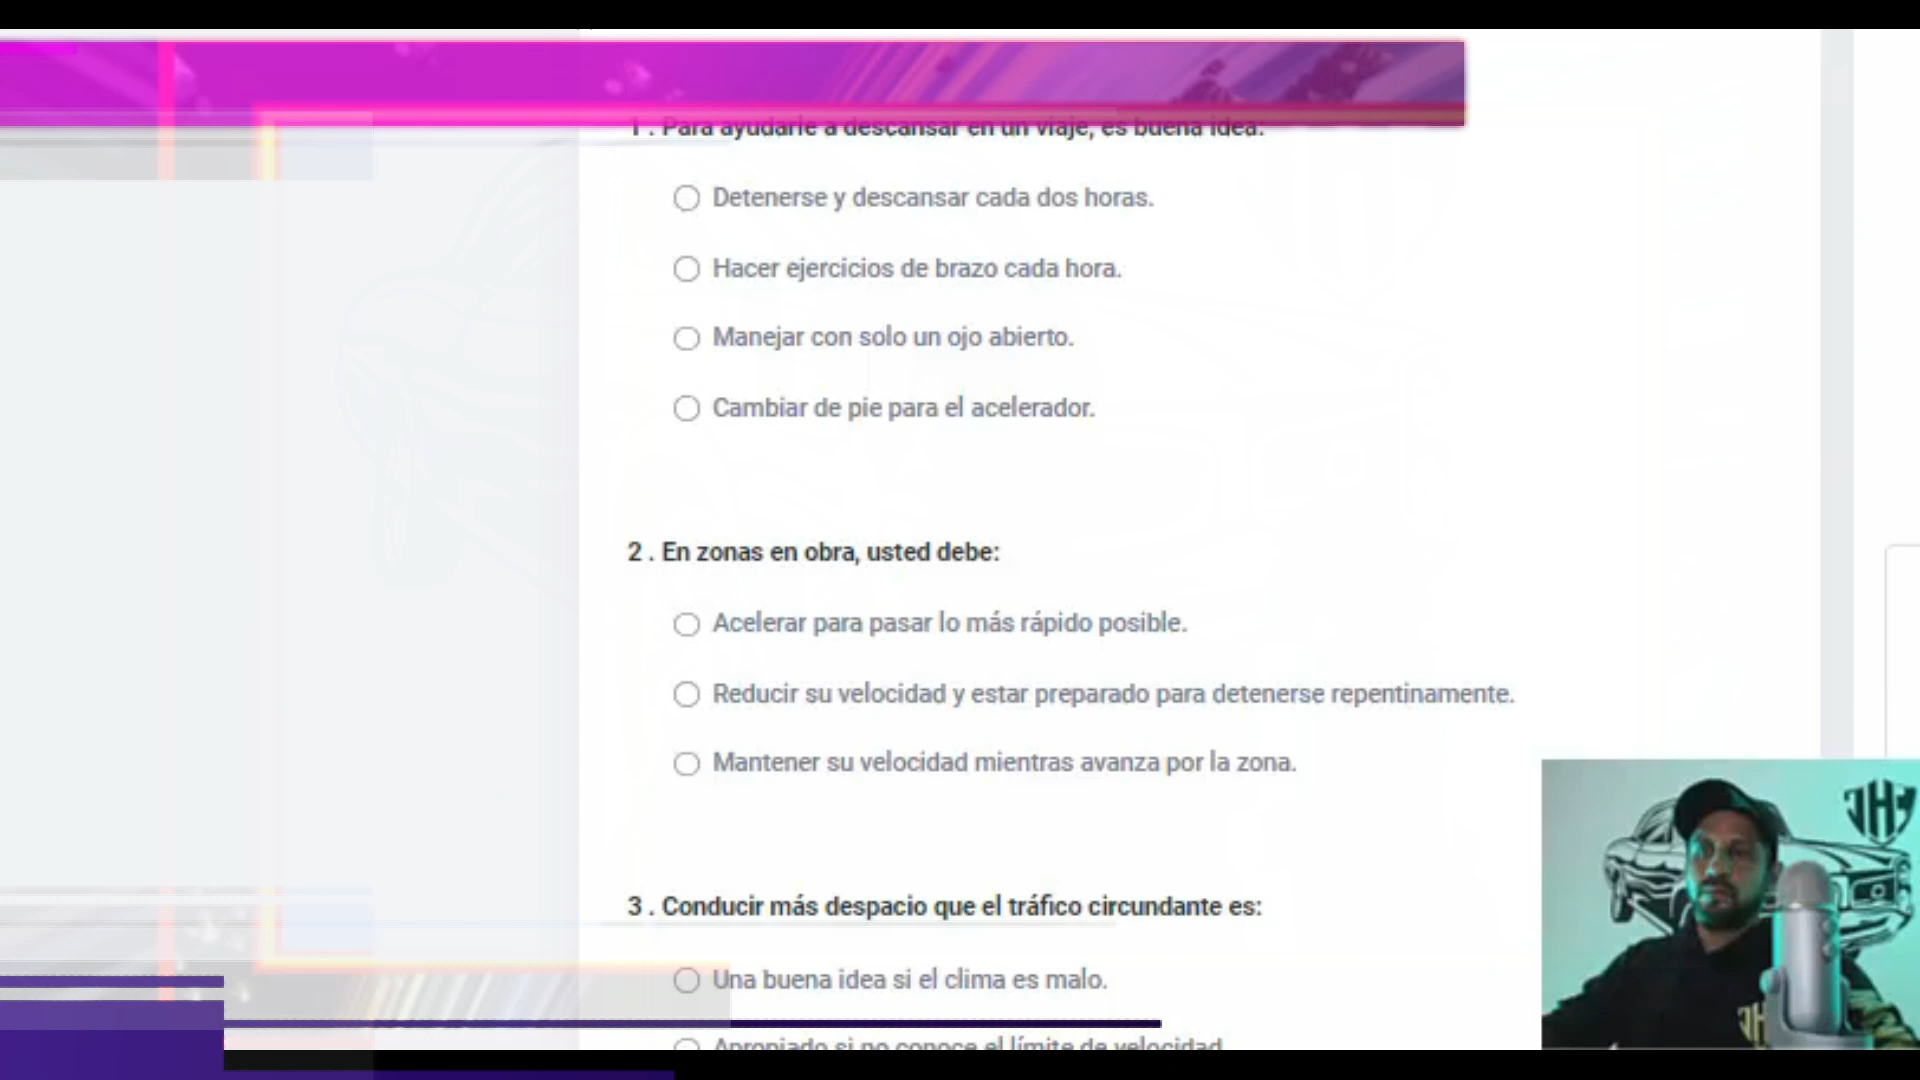 1 . Para ayudarle a descansar en un viaje, es buena idea:
Detenerse y descansar cada dos horas.
Hacer ejercicios de brazo cada hora.
Manejar con solo un ojo abierto.
Cambiar de pie para el acelerador.
2 . En zonas en obra, usted debe:
Acelerar para pasar lo más rápido posible.
Reducir su velocidad y estar preparado para detenerse repentinamente.
Mantener su velocidad mientras avanza por la zona.
JHS
3 . Conducir más despacio que el tráfico circundante es:
Una buena idea si el clima es malo.
Apropiado si no conoce el límite de velocidad